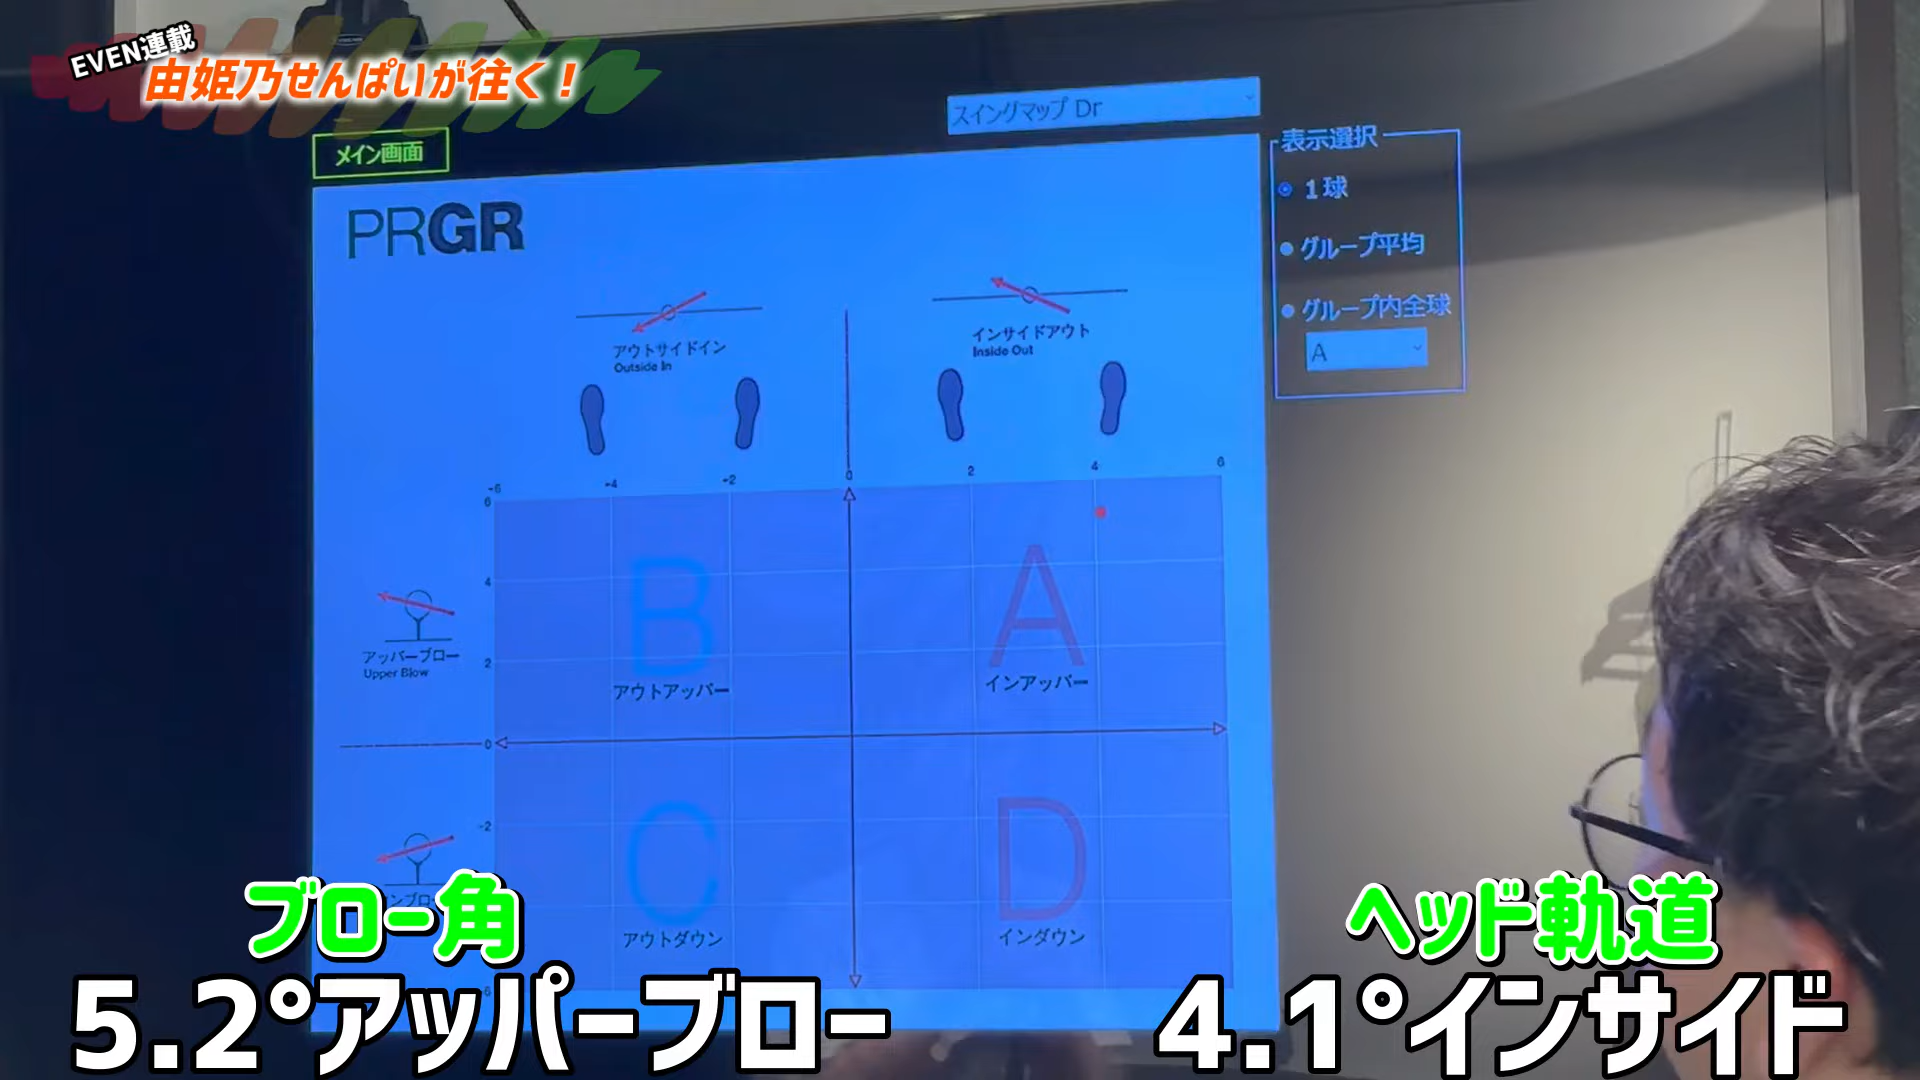 EVEN連載
由姫乃せんぱいが往く!
スイングマップ Dr
メイン画面
表示選択
1球
グループ平均
グループ内全球
A
PRGR
アウトサイドイン
Outside In
インサイドアウト
Inside Out
-6 -4 -2 0 2 4 6
6
4
2
0
-2
アッパーブロー
Upper Blow
B
アウトアッパー
A
インアッパー
C
アウトダウン
D
インダウン
ブロー角
5.2°アッパーブロー
ヘッド軌道
4.1°インサイド